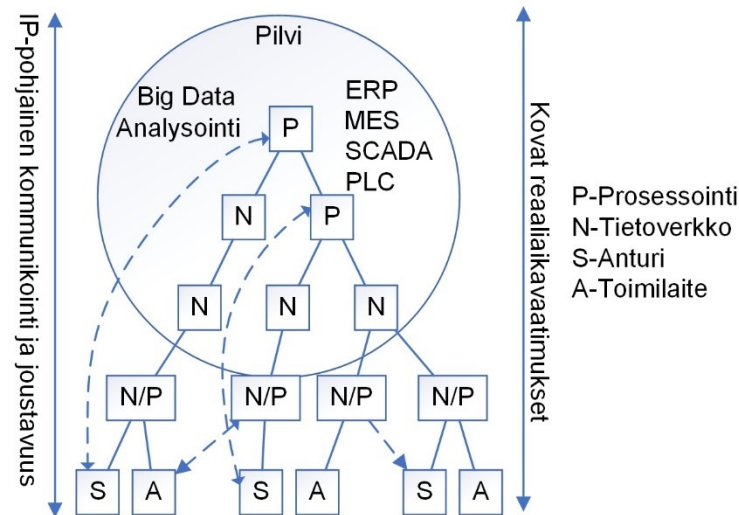 IP-pohjainen kommunikointi ja joustavuus
Pilvi
Big Data
Analysointi
ERP
MES
SCADA
PLC
P
N
P
N
N
N
N/P
N/P
N/P
N/P
S
A
S
A
S
A
Kovat reaaliaikavaatimukset
P-Prosessointi
N-Tietoverkko
S-Anturi
A-Toimilaite